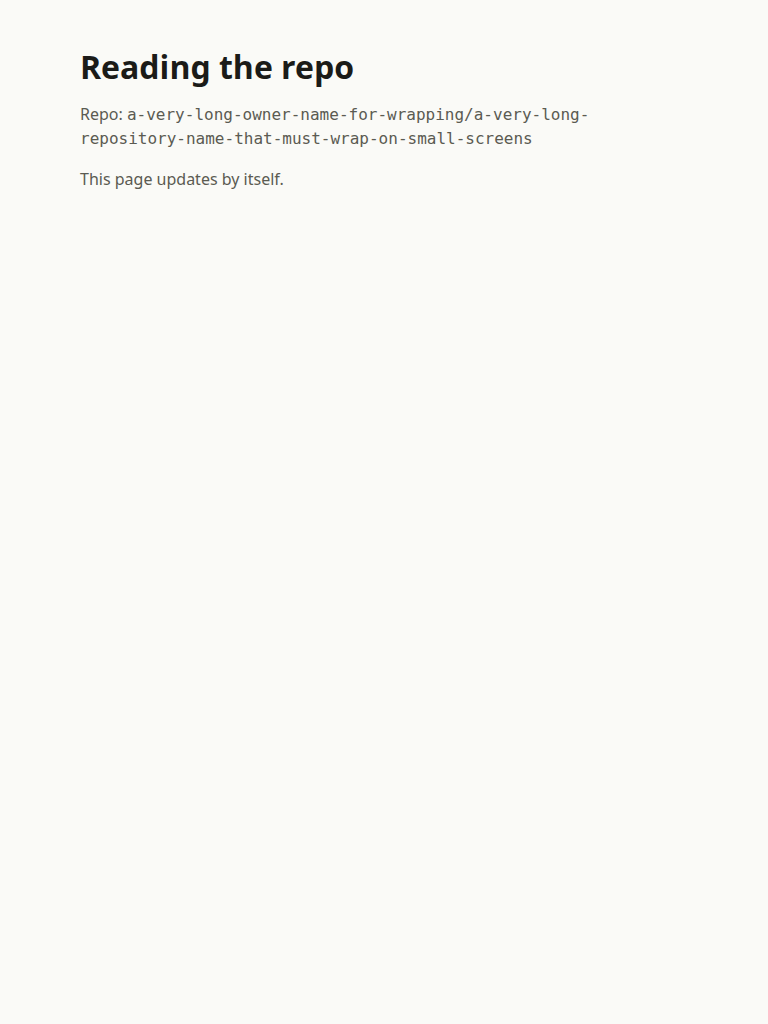 Reading the repo
Repo: a-very-long-owner-name-for-wrapping/a-very-long-
repository-name-that-must-wrap-on-small-screens
This page updates by itself.